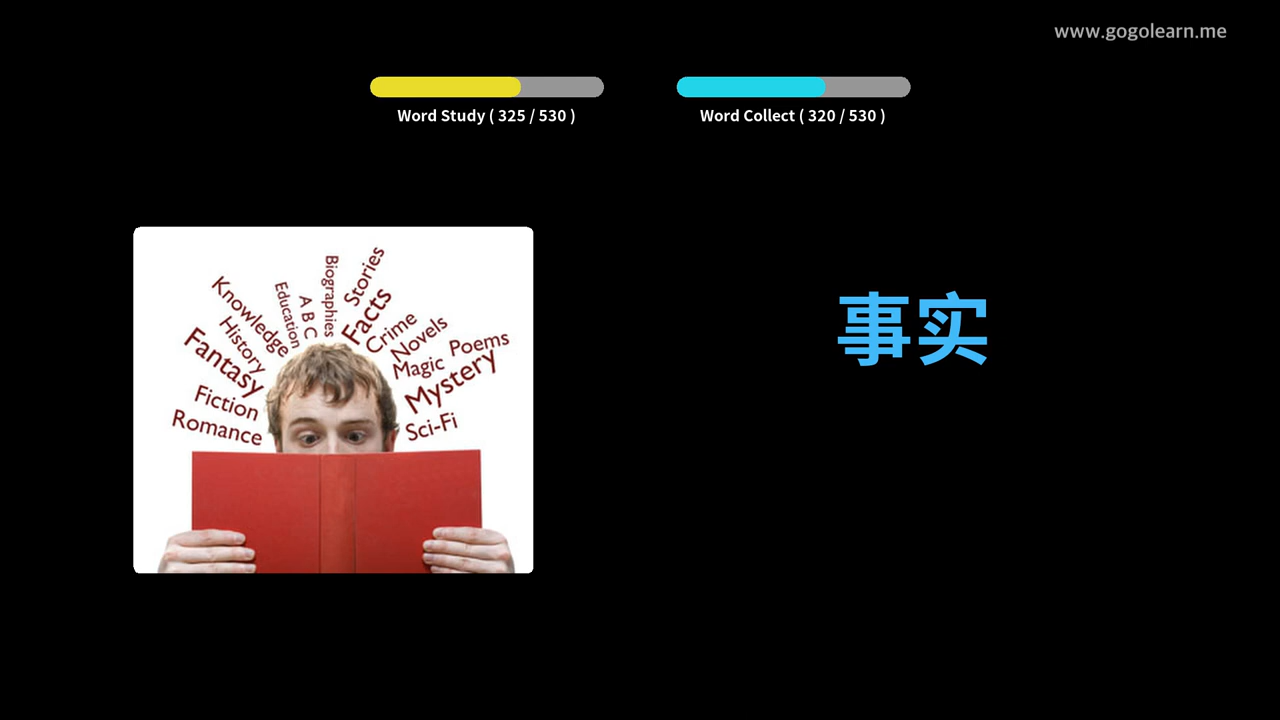 www.gogolearn.me
Word Study ( 325 / 530 )
Word Collect ( 320 / 530 )
事实
Knowledge
Education
A B C
Biographies
Stories
Facts
History
Crime
Novels
Fantasy
Poems
Magic
Mystery
Fiction
Romance
Sci-Fi